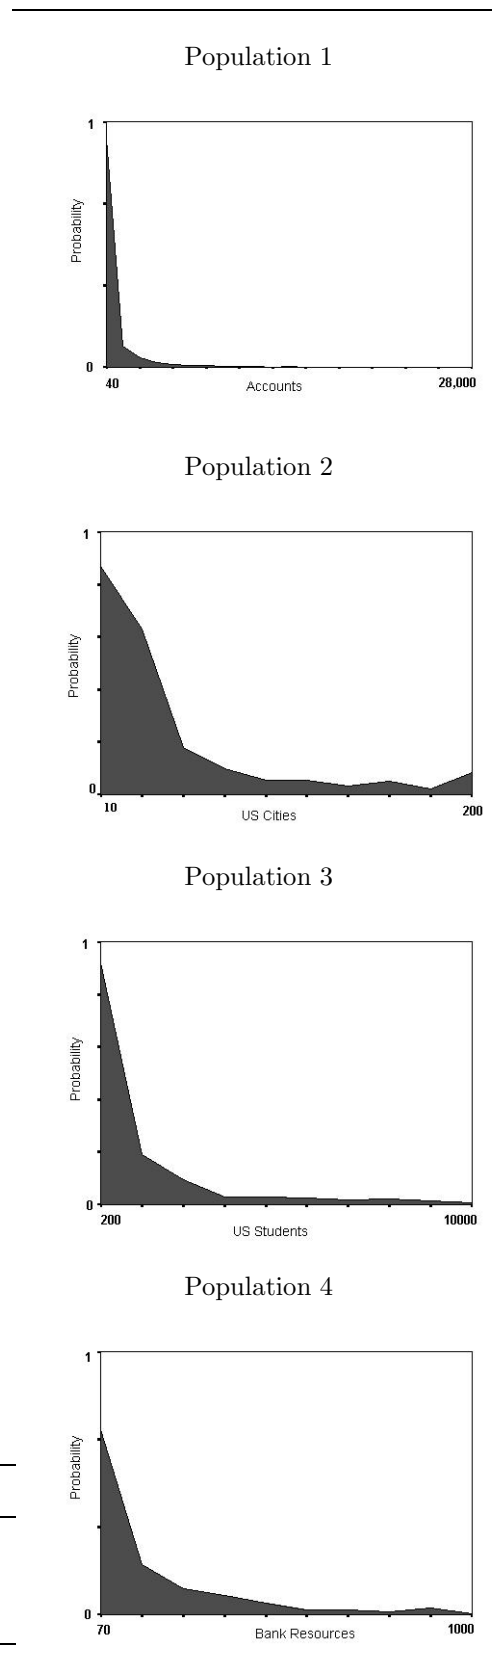 Population 1
1
Probability
0
40
Accounts
28,000
Population 2
1
Probability
0
10
US Cities
200
Population 3
1
Probability
0
200
US Students
10000
Population 4
1
Probability
0
70
Bank Resources
1000